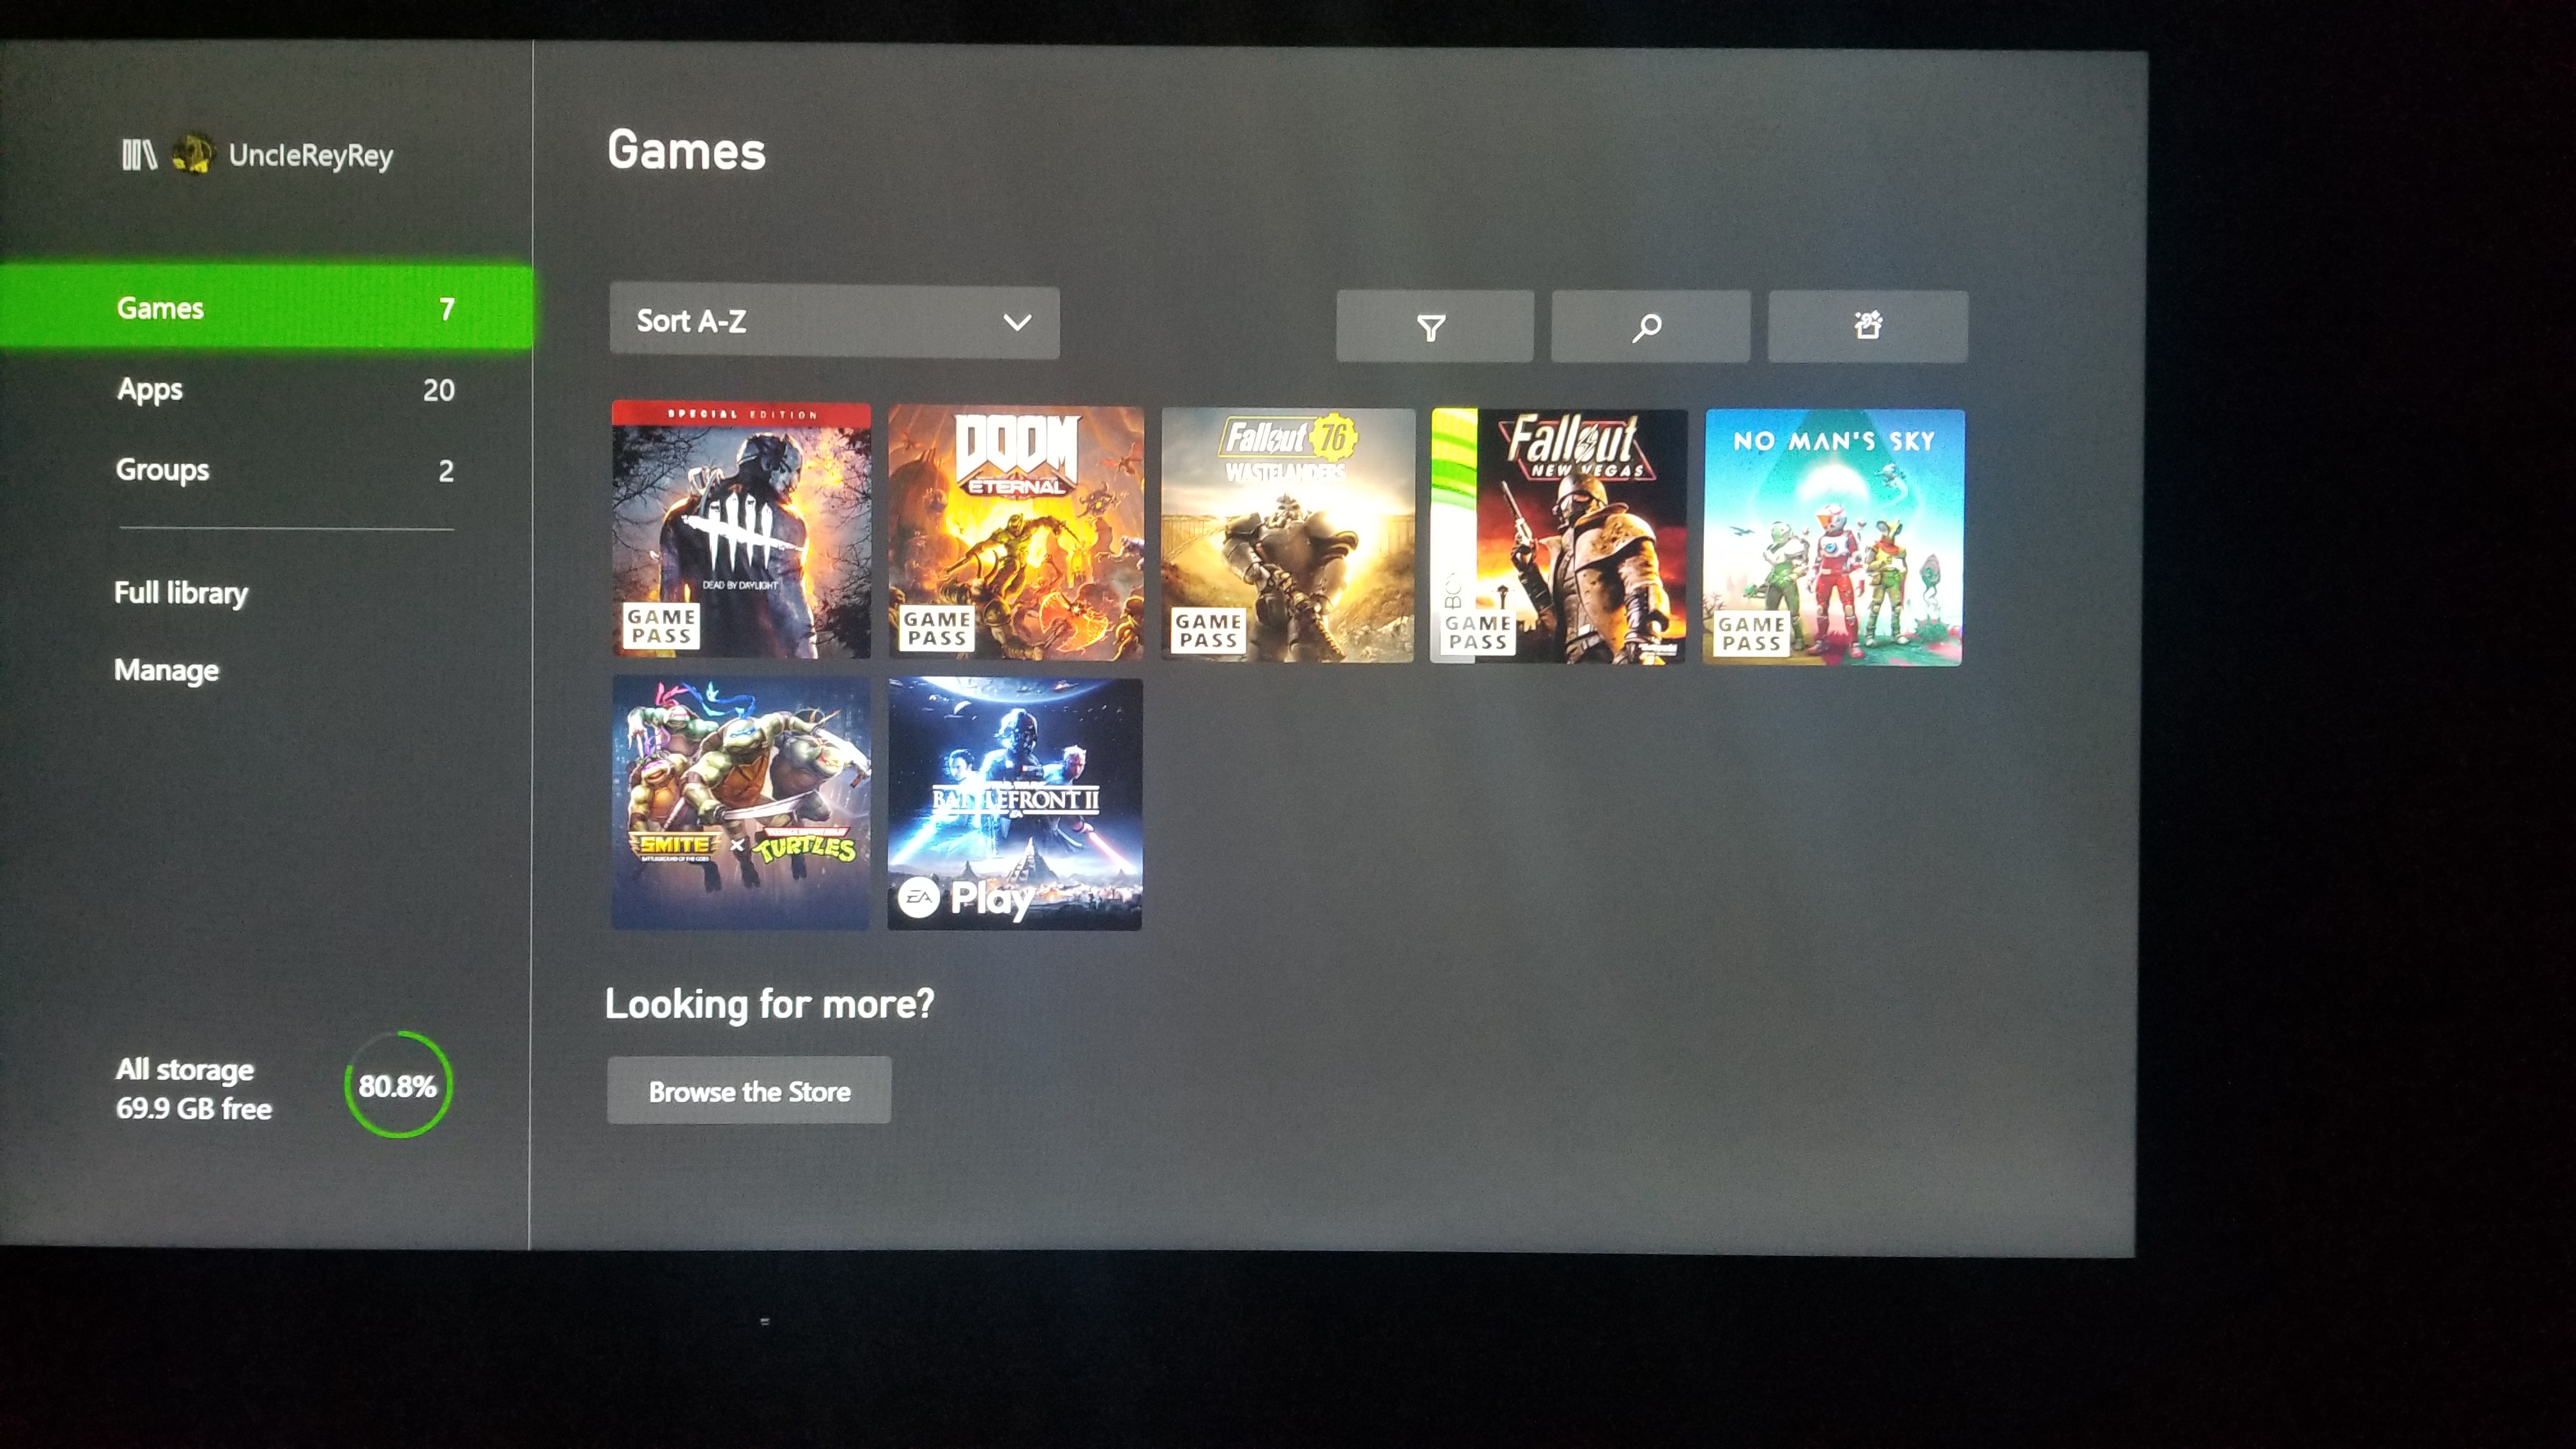 UncleReyRey
Games 7
Apps 20
Groups 2
Full library
Manage
All storage
69.9 GB free
80.8%
Games
Sort A-Z
SPECIAL EDITION
DEAD BY DAYLIGHT
GAME
PASS
DOOM
ETERNAL
GAME
PASS
Fallout 76
WASTELANDERS
GAME
PASS
Fallout
NEW VEGAS
GAME
PASS
NO MAN'S SKY
GAME
PASS
SMITE x TURTLES
BATTLEFRONT II
EA Play
Looking for more?
Browse the Store